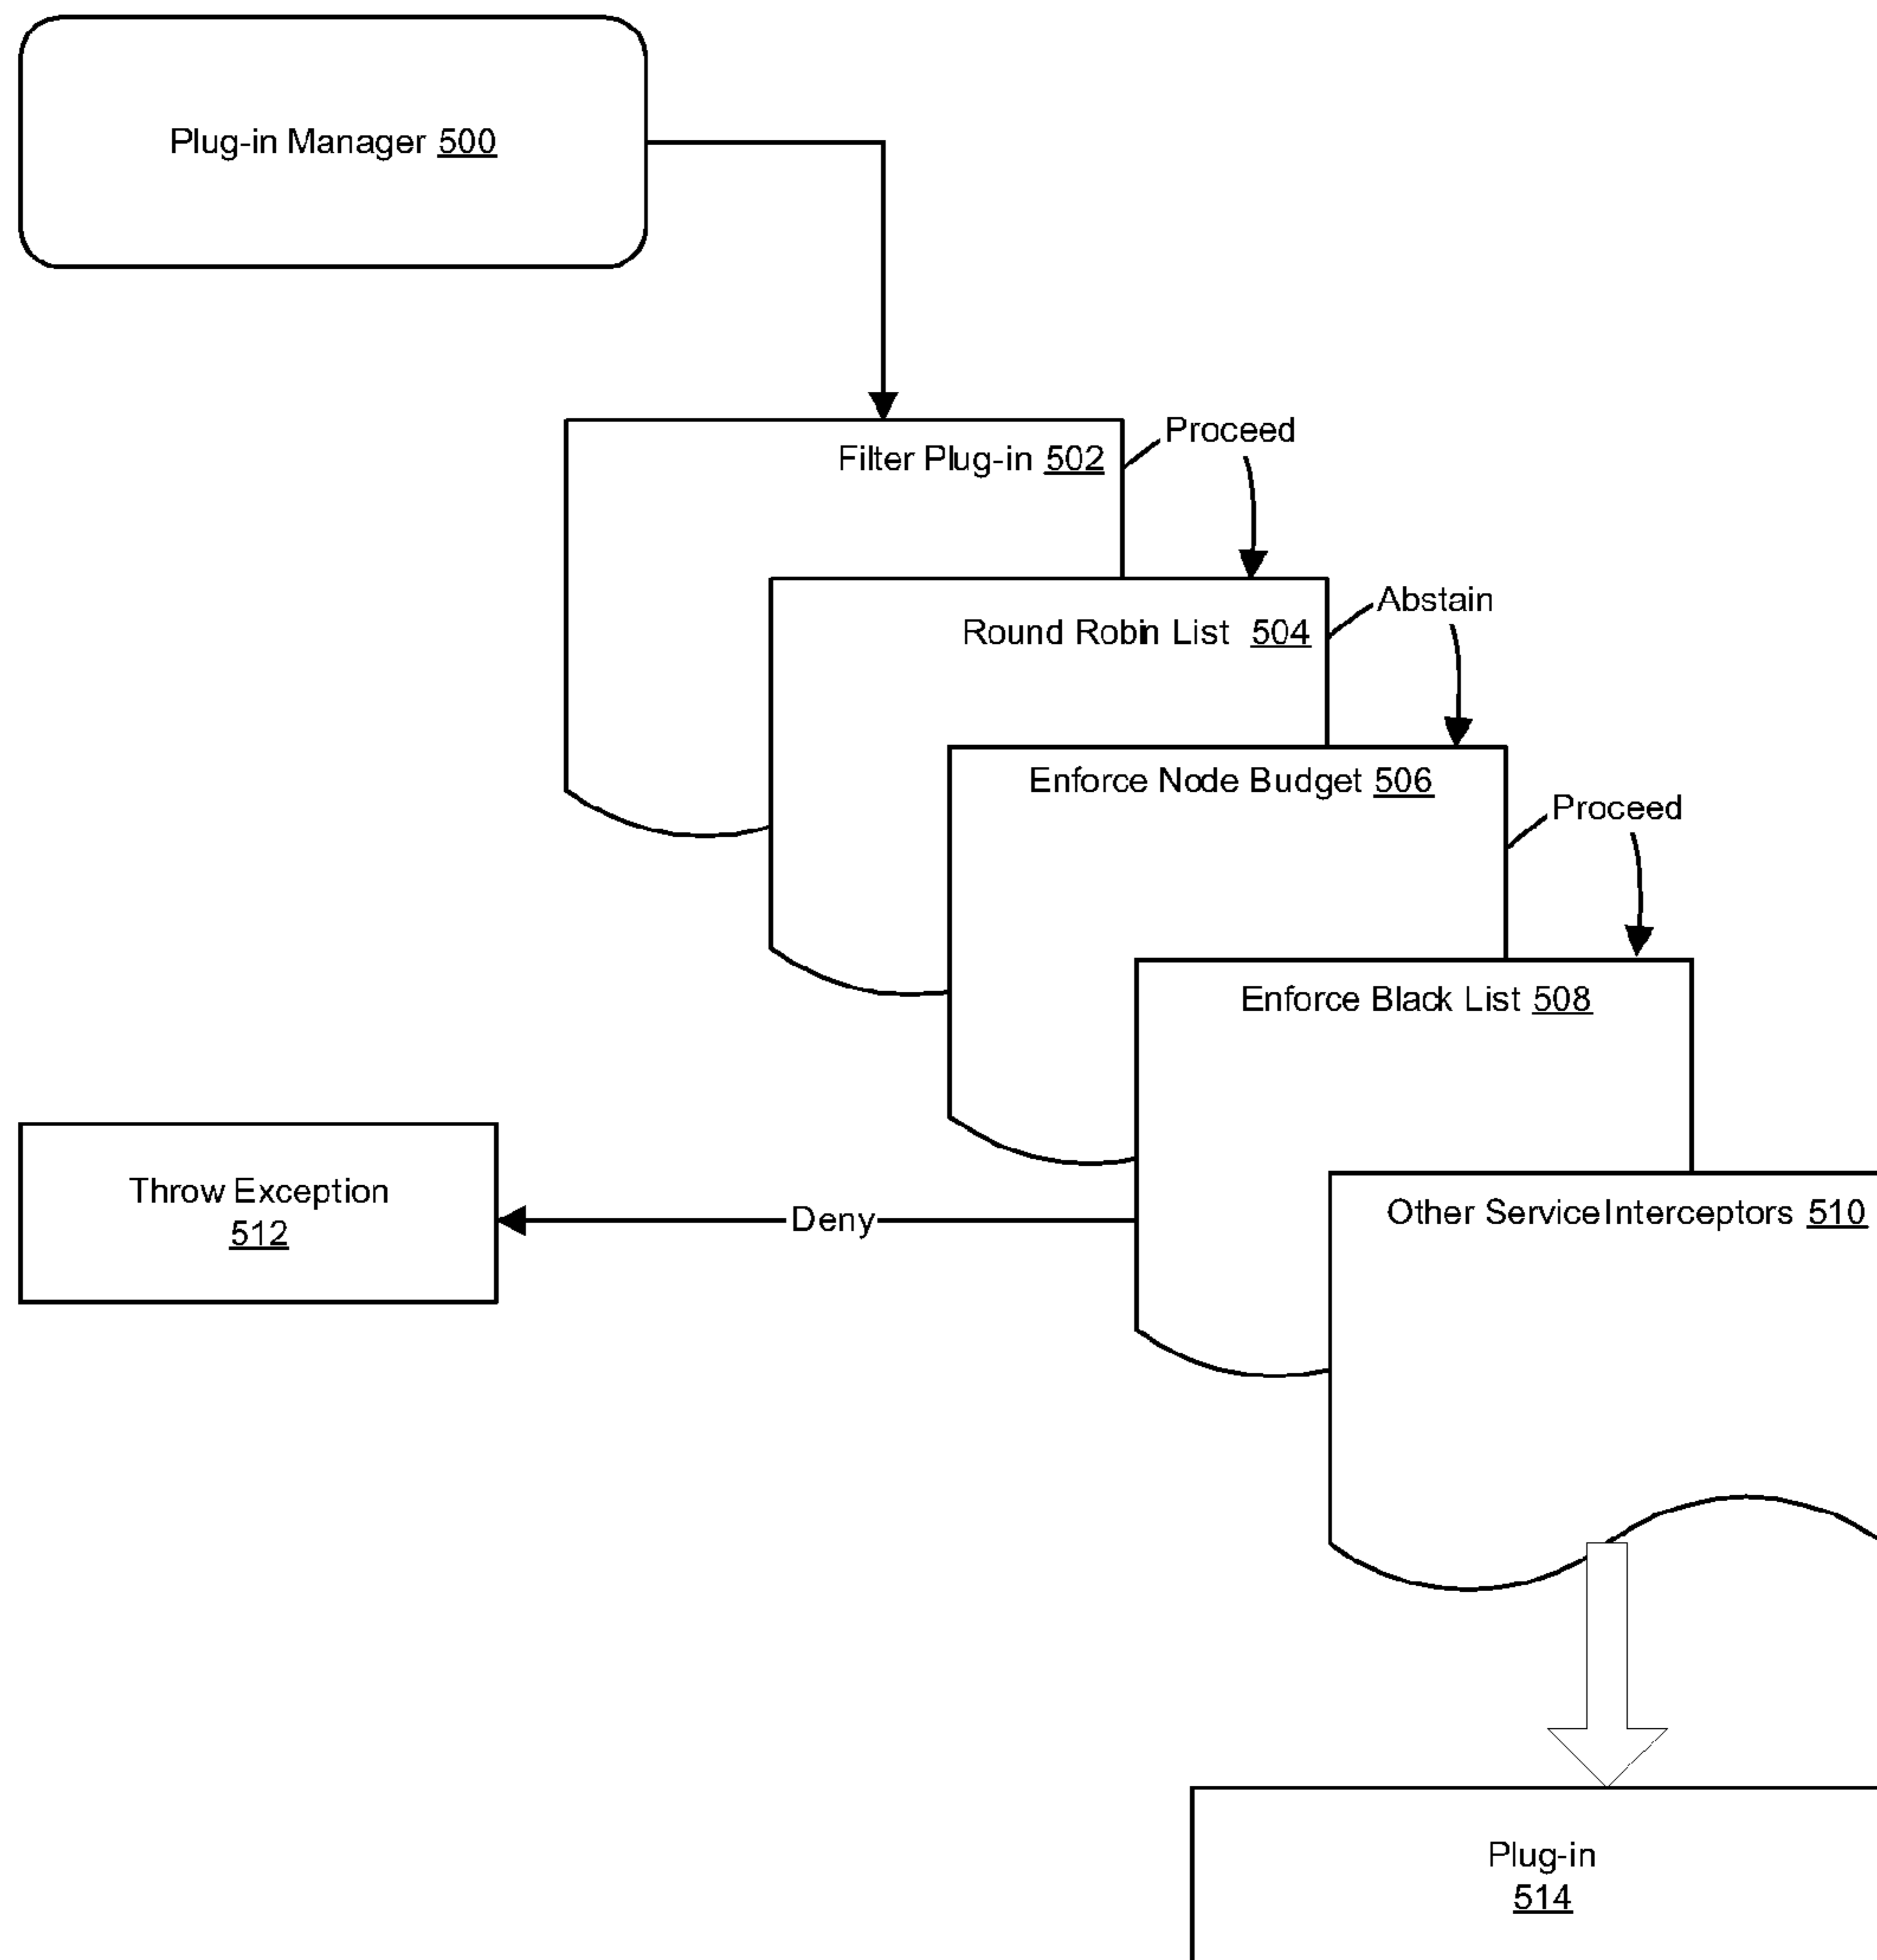 Plug-in Manager 500
Filter Plug-in 502
Proceed
Round Robin List 504
Abstain
Enforce Node Budget 506
Proceed
Enforce Black List 508
Throw Exception
512
Deny
Other Service Interceptors 510
Plug-in
514